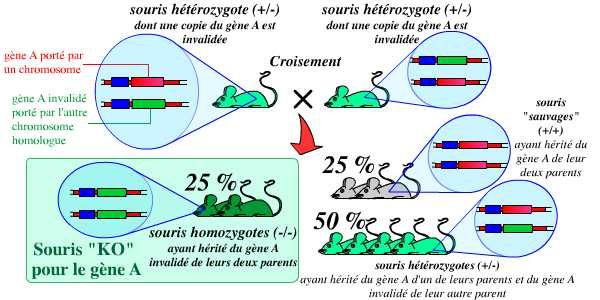 souris hétérozygote (+/-)
dont une copie du gène A est
invalidée
souris hétérozygote (+/-)
dont une copie du gène A est
invalidée
gène A porté par
un chromosome
gène A invalidé
porté par l'autre
chromosome
homologue
Croisement
souris
"sauvages"
(+/+)
ayant hérité du
gène A de leur
deux parents
25 %
souris homozygotes (-/-)
ayant hérité du gène A
invalidé de leurs deux parents
Souris "KO"
pour le gène A
25 %
50 %
souris hétérozygotes (+/-)
ayant hérité du gène A d'un de leurs parents et du gène A
invalidé de leur autre parent